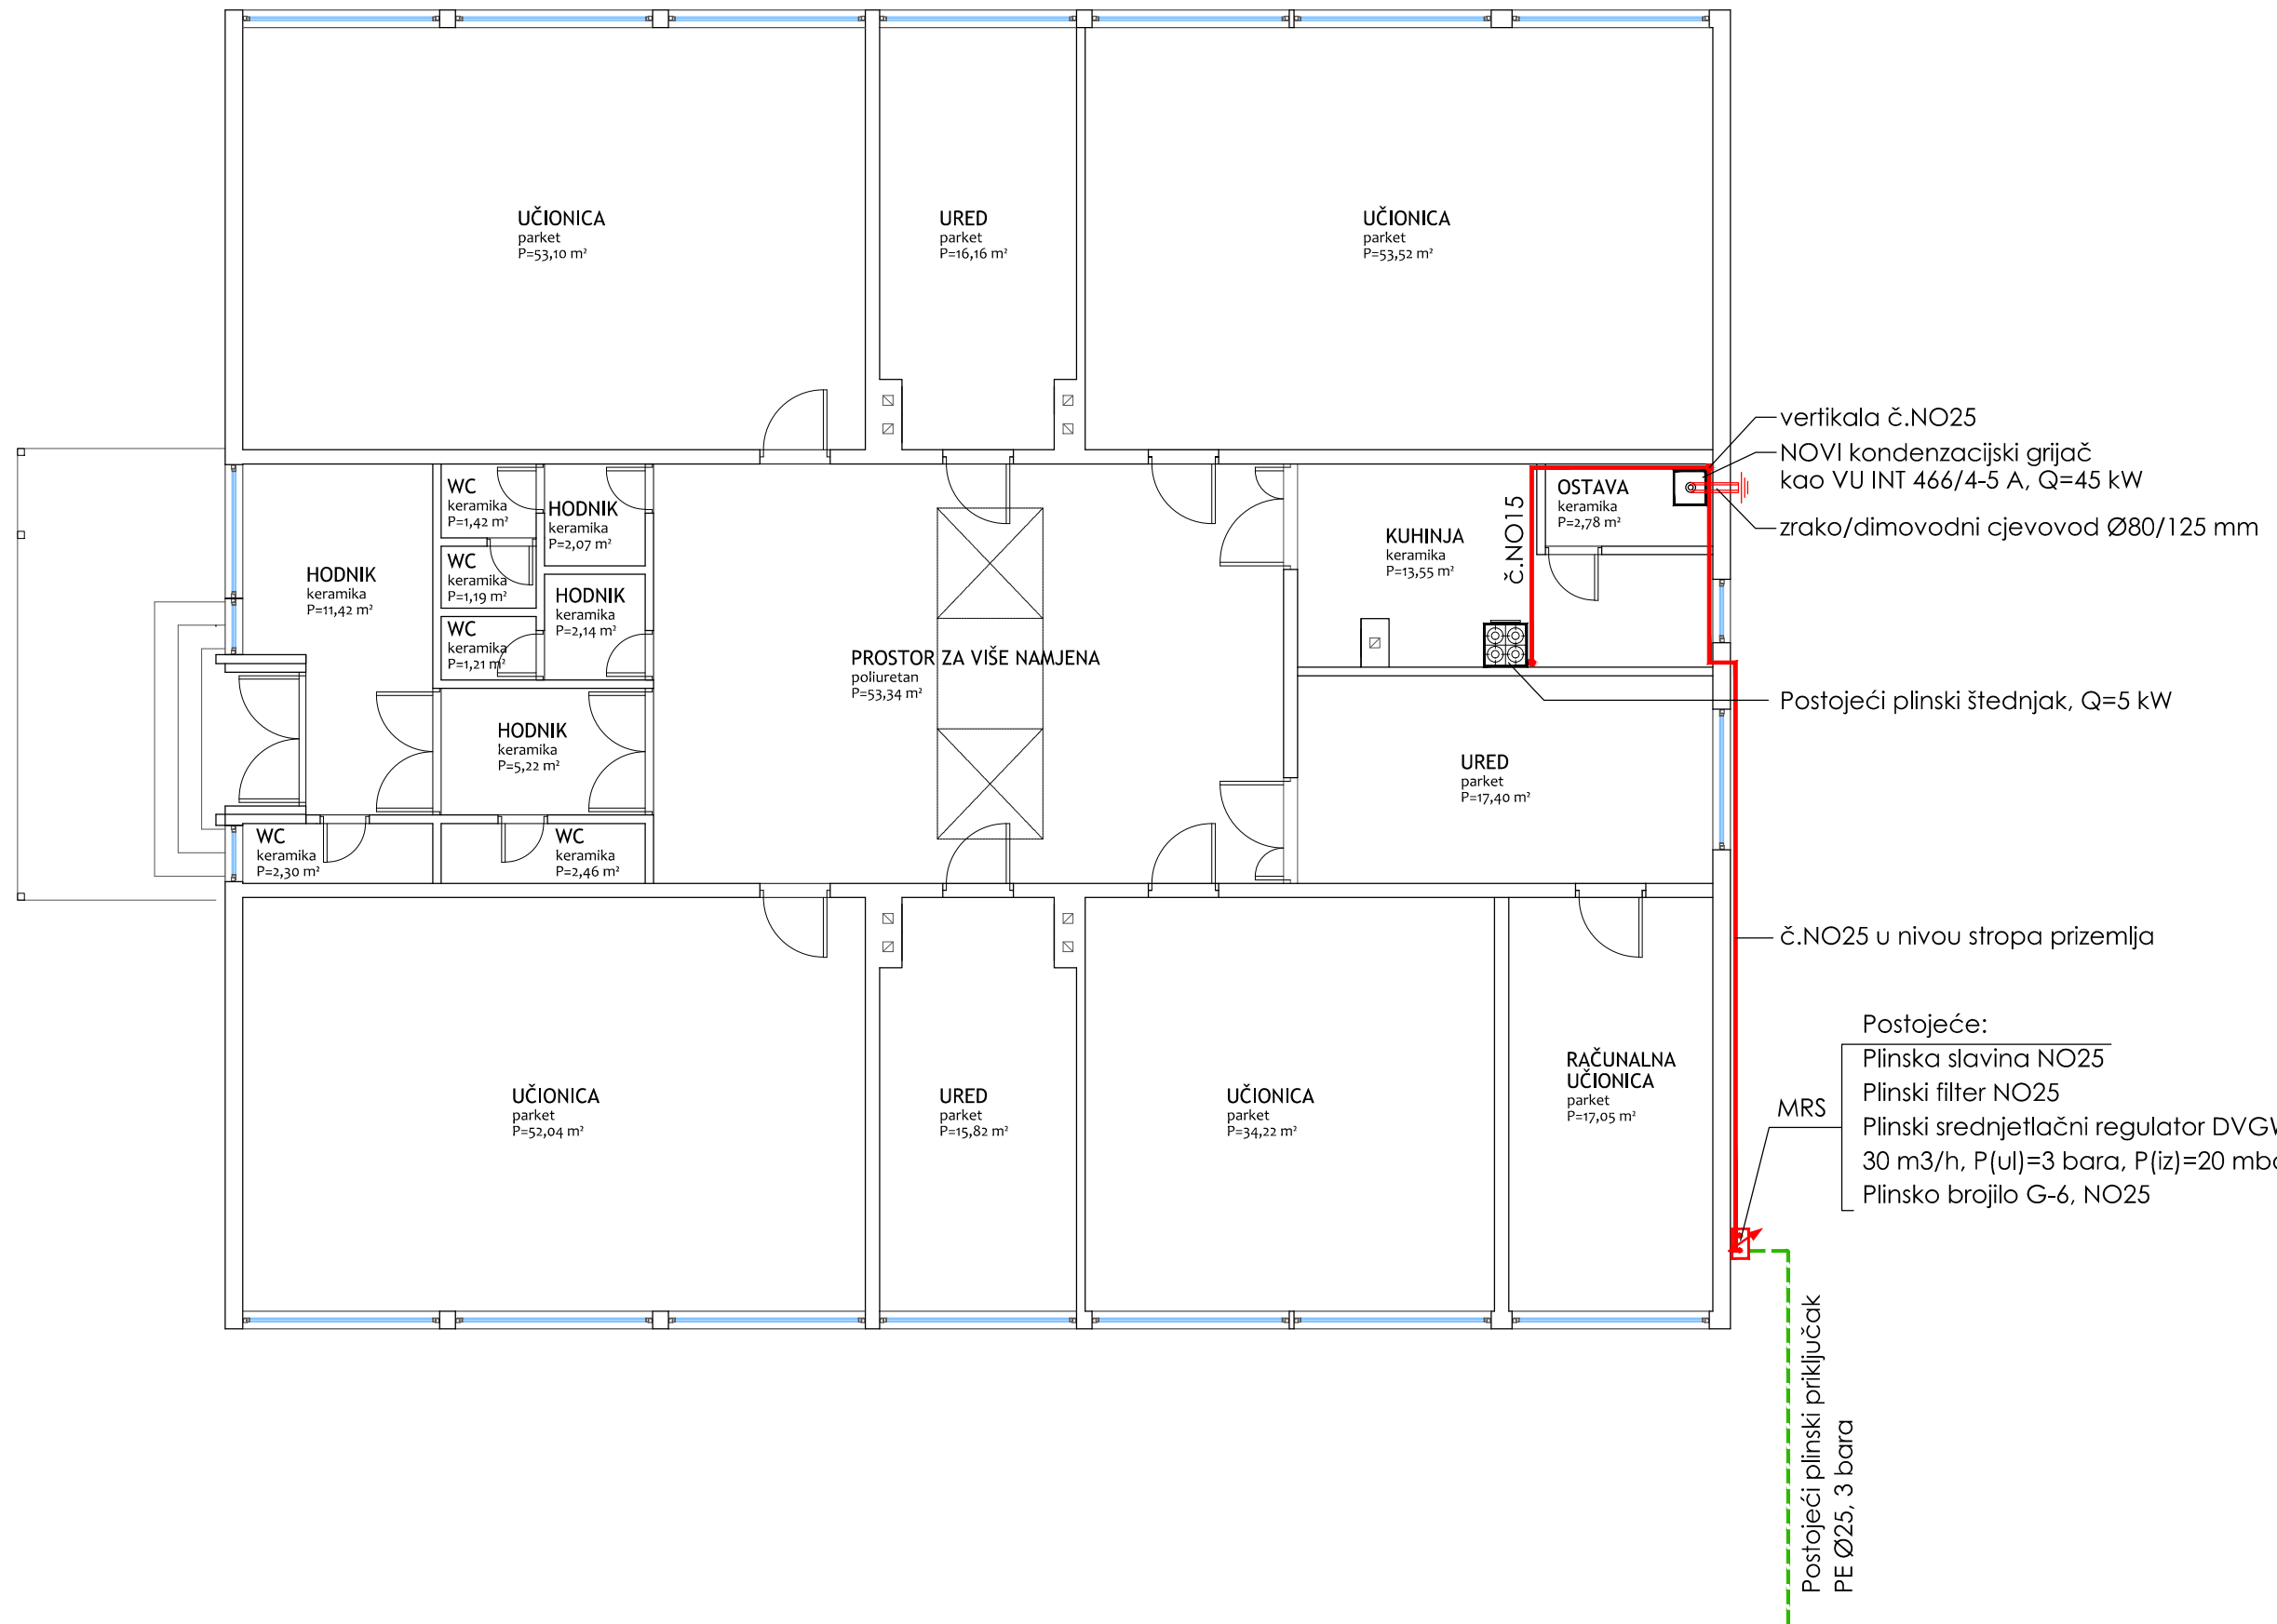 UČIONICA
parket
P=53,10 m²
URED
parket
P=16,16 m²
UČIONICA
parket
P=53,52 m²
vertikala č.NO25
NOVI kondenzacijski grijač
kao VU INT 466/4-5 A, Q=45 kW
zrako/dimovodni cjevovod Ø80/125 mm
WC
keramika
P=1,42 m²
HODNIK
keramika
P=2,07 m²
WC
keramika
P=1,19 m²
HODNIK
keramika
P=2,14 m²
WC
keramika
P=1,21 m²
HODNIK
keramika
P=11,42 m²
HODNIK
keramika
P=5,22 m²
WC
keramika
P=2,30 m²
WC
keramika
P=2,46 m²
PROSTOR ZA VIŠE NAMJENA
poliuretan
P=53,34 m²
KUHINJA
keramika
P=13,55 m²
č.NO15
OSTAVA
keramika
P=2,78 m²
Postojeći plinski štednjak, Q=5 kW
URED
parket
P=17,40 m²
č.NO25 u nivou stropa prizemlja
UČIONICA
parket
P=52,04 m²
URED
parket
P=15,82 m²
UČIONICA
parket
P=34,22 m²
RAČUNALNA
UČIONICA
parket
P=17,05 m²
MRS
Postojeće:
Plinska slavina NO25
Plinski filter NO25
Plinski srednjetlačni regulator
30 m3/h, P(ul)=3 bara, P(iz)=20
Plinsko brojilo G-6, NO25
Postojeći plinski priključak
PE Ø25, 3 bara